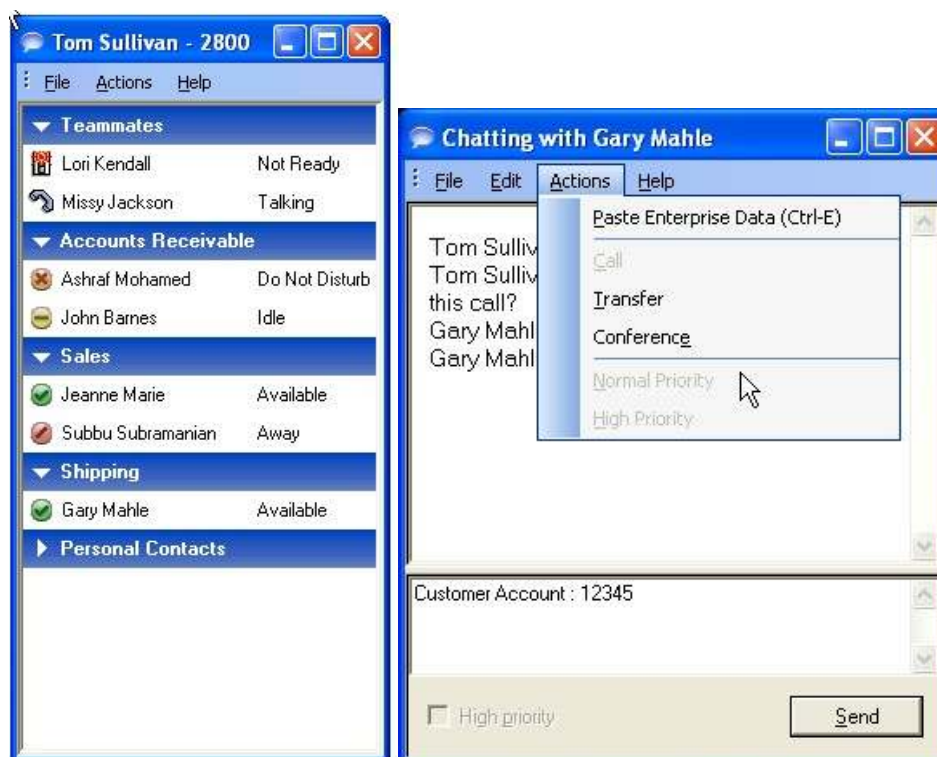 Tom Sullivan - 2800
File Actions Help
Teammates
Lori Kendall Not Ready
Missy Jackson Talking
Accounts Receivable
Ashraf Mohamed Do Not Disturb
John Barnes Idle
Sales
Jeanne Marie Available
Subbu Subramanian Away
Shipping
Gary Mahle Available
Personal Contacts
Chatting with Gary Mahle
File Edit Actions Help
Paste Enterprise Data (Ctrl-E)
Call
Transfer
Conference
Normal Priority
High Priority
Tom Sulliv
Tom Sulliv
this call?
Gary Mahl
Gary Mahl
Customer Account : 12345
High priority
Send